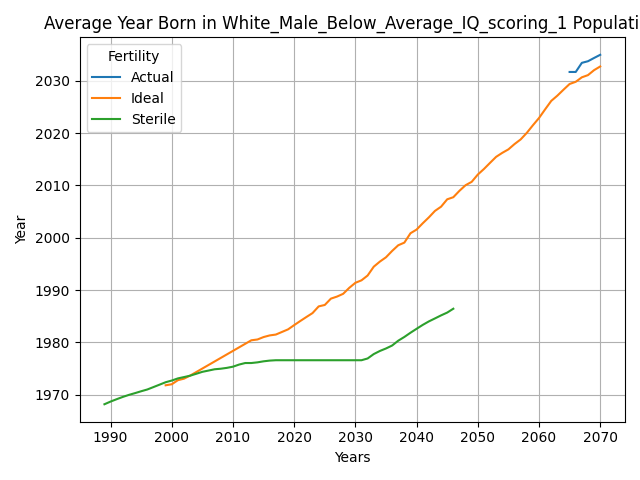 Average Year Born in White_Male_Below_Average_IQ_scoring_1 Populati
Fertility
Actual
Ideal
Sterile
Year
2030
2020
2010
2000
1990
1980
1970
1990 2000 2010 2020 2030 2040 2050 2060 2070
Years